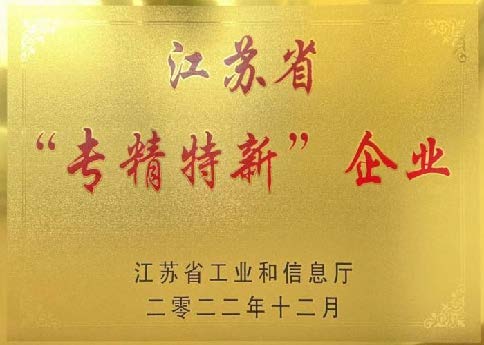 江苏省
“专精特新”企业
江苏省工业和信息厅
二零二二年十二月